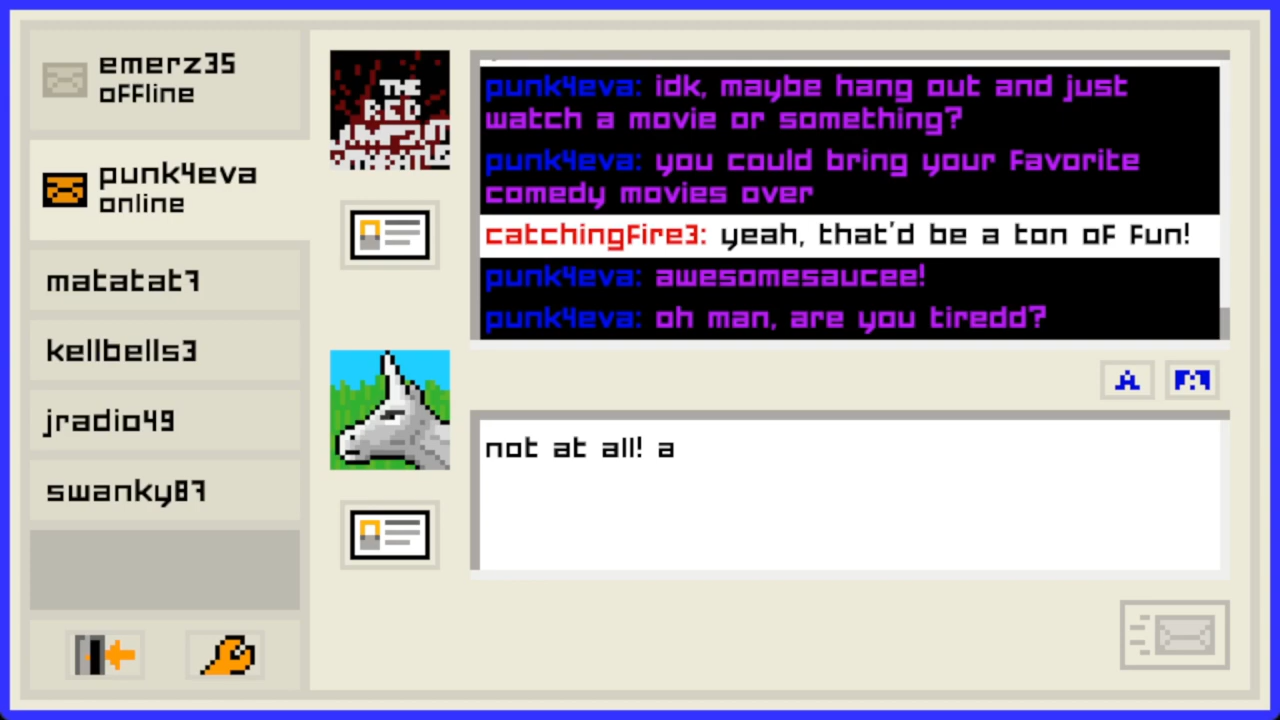 emerz35
offline
punk4eva
online
matatat7
kellbells3
jradio49
swanky87
THE
RED
punk4eva: idk, maybe hang out and just
watch a movie or something?
punk4eva: you could bring your favorite
comedy movies over
catchingfire3: yeah, that'd be a ton of fun!
punk4eva: awesomesaucee!
punk4eva: oh man, are you tiredd?
A
A
not at all! a